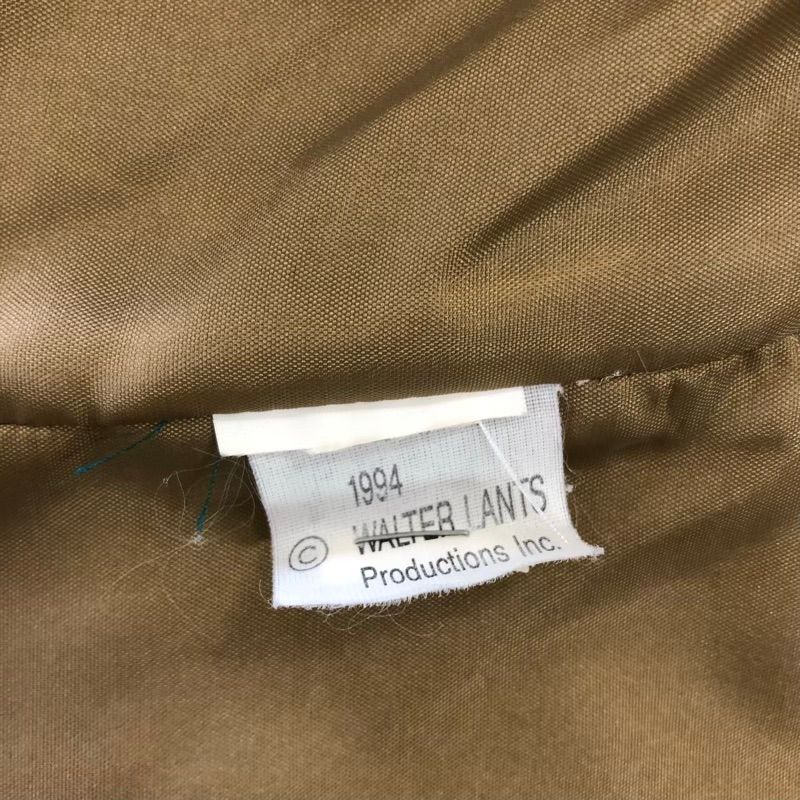 1994
© WALTER LANTS
Productions Inc.